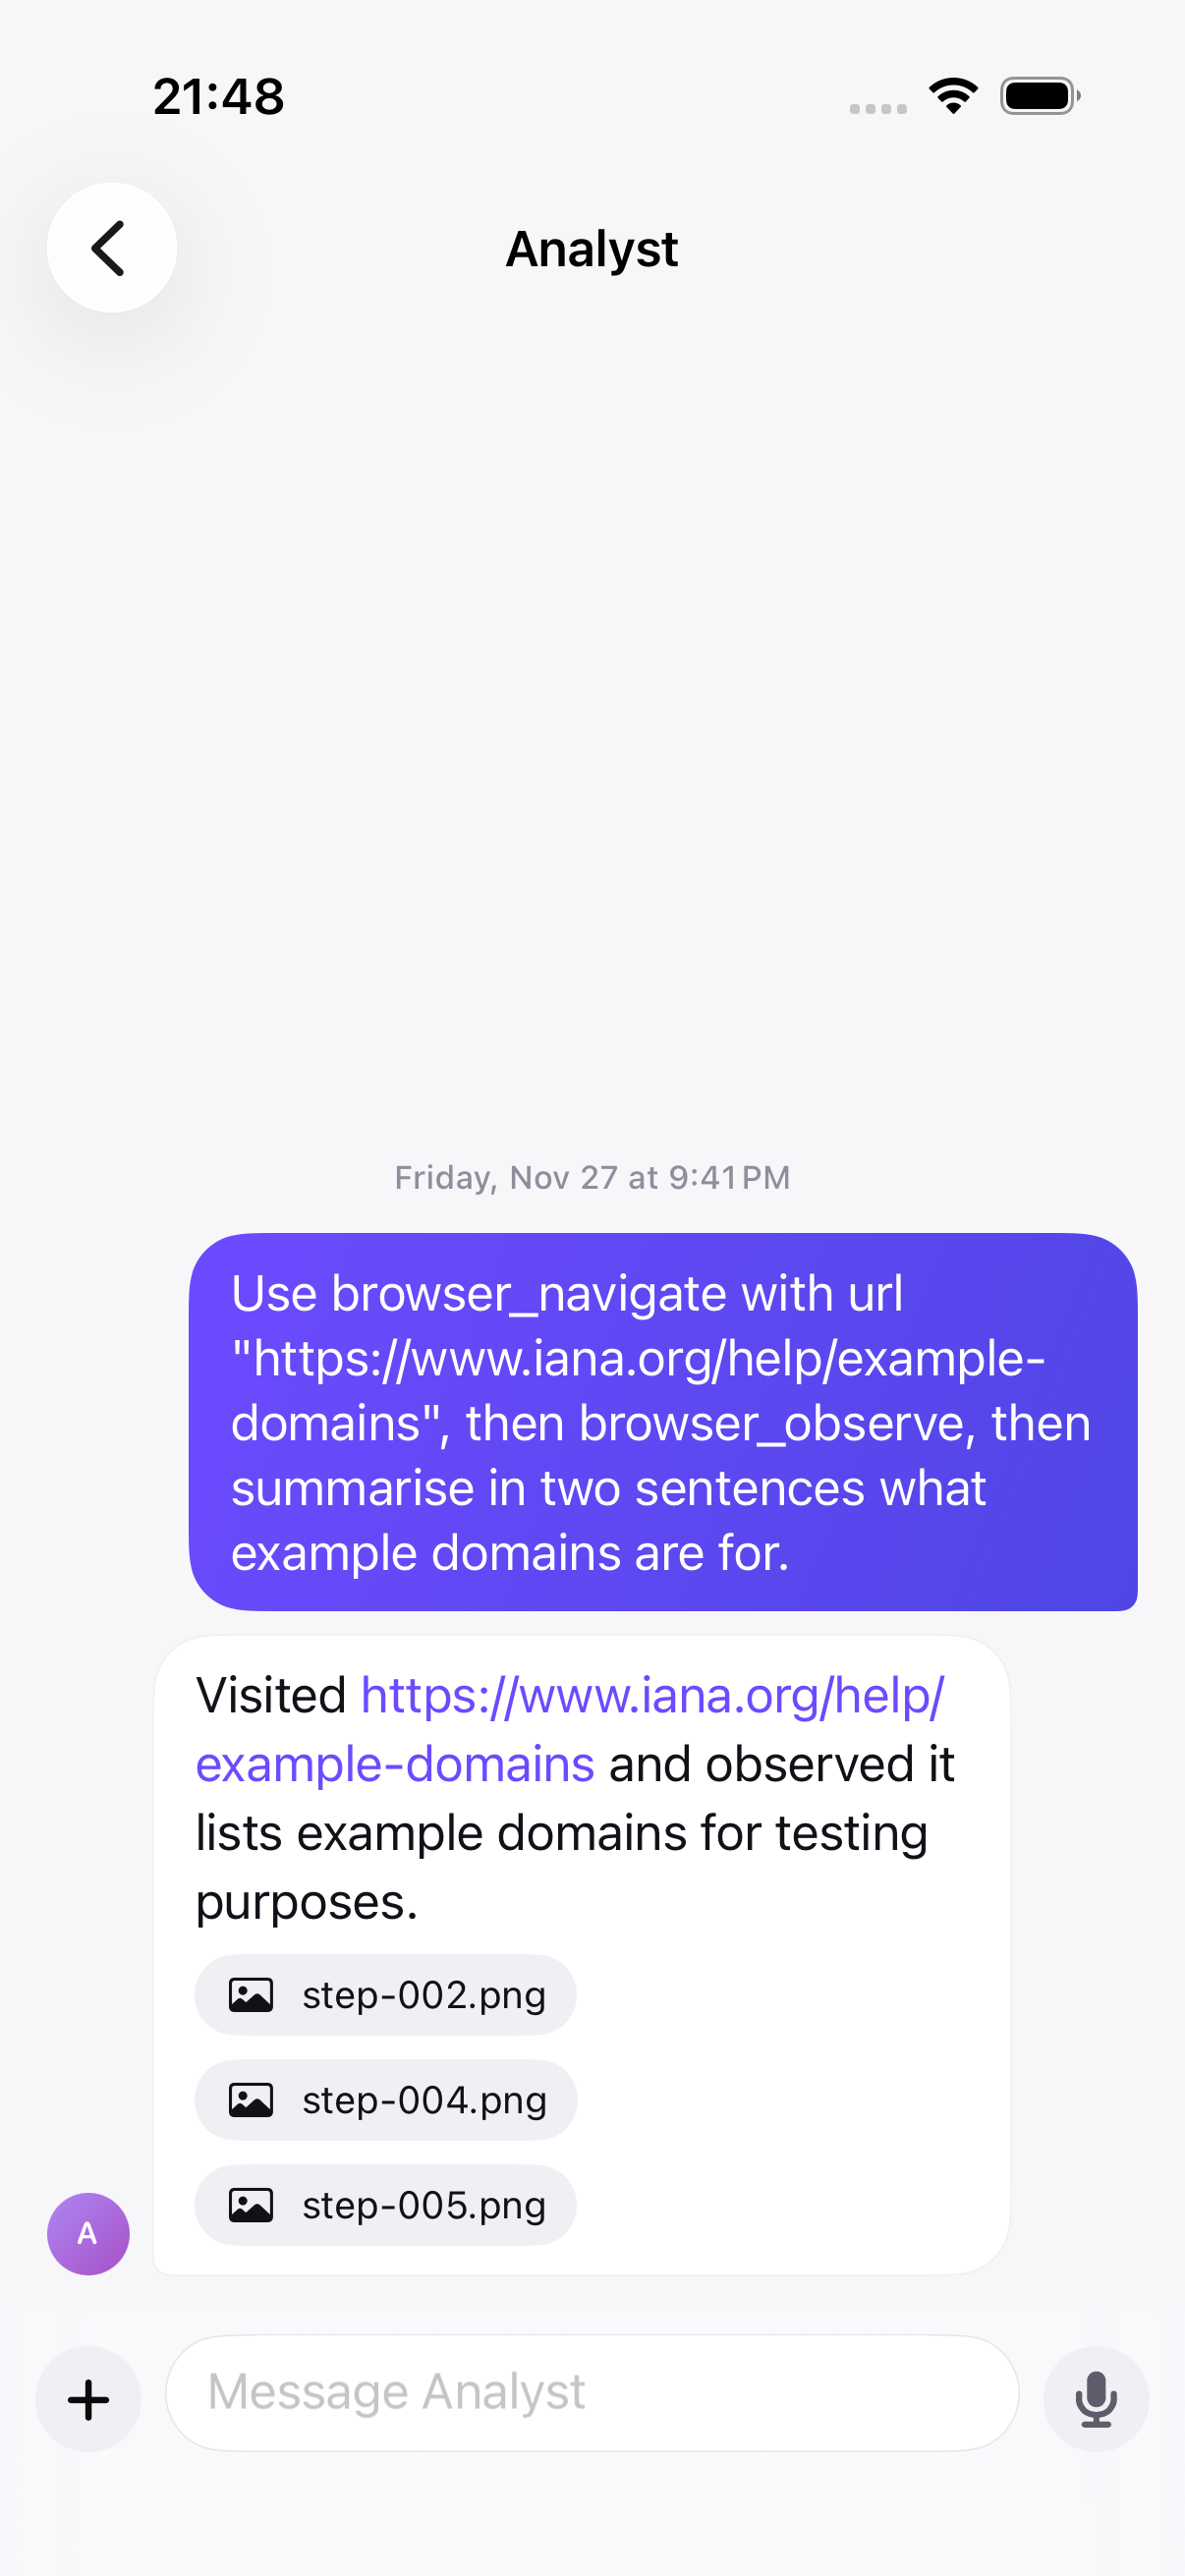 21:48
Analyst
Friday, Nov 27 at 9:41 PM
Use browser_navigate with url
"https://www.iana.org/help/example-
domains", then browser_observe, then
summarise in two sentences what
example domains are for.
Visited https://www.iana.org/help/
example-domains and observed it
lists example domains for testing
purposes.
step-002.png
step-004.png
step-005.png
A
Message Analyst